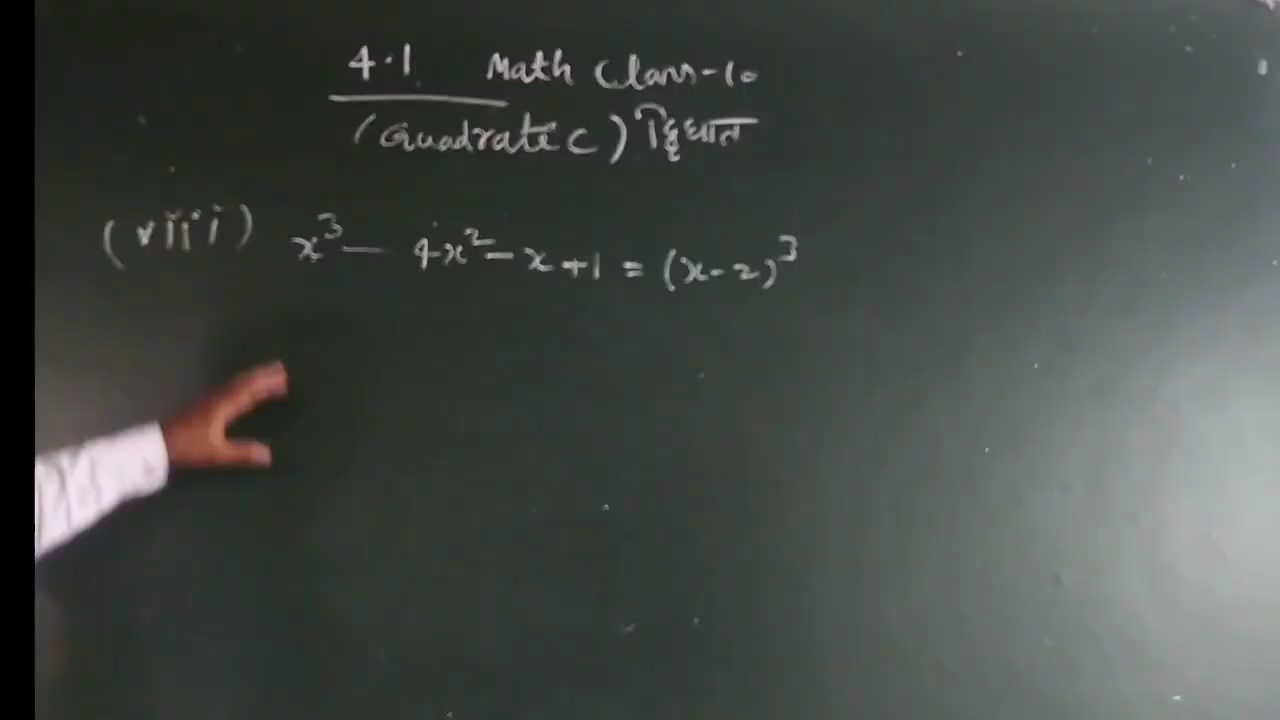 4.1 Math Class-10
(Quadratic) द्विघात
(viii) x³ - 4x² - x + 1 = (x - 2)³